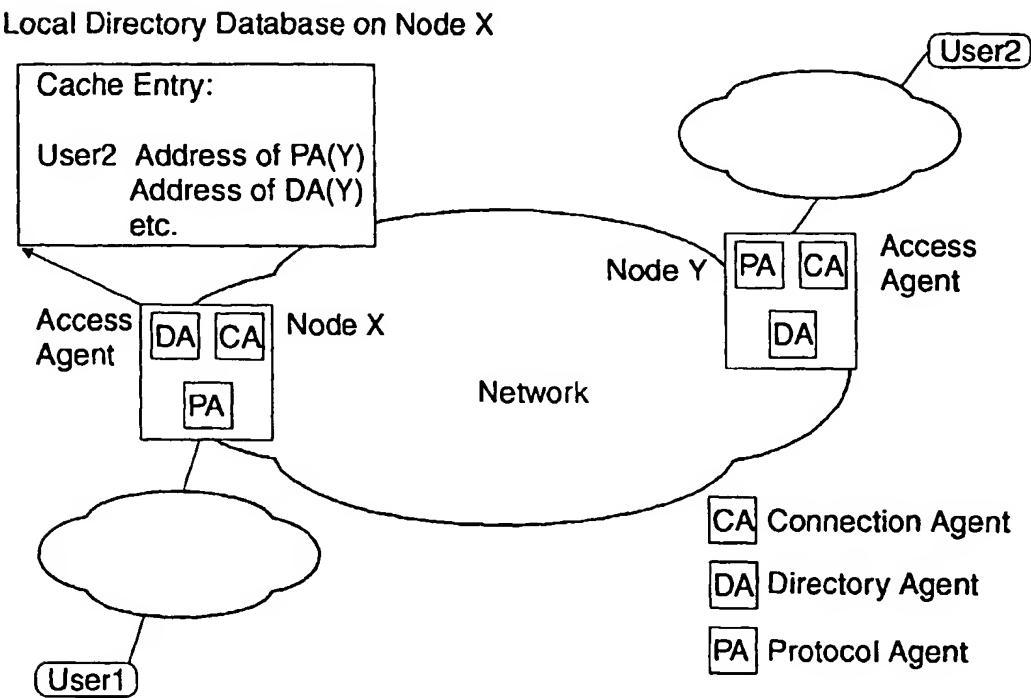 Local Directory Database on Node X
Cache Entry:
User2 Address of PA(Y)
Address of DA(Y)
etc.
User2
Node Y
PA
CA
DA
Access
Agent
Access
Agent
DA
CA
PA
Node X
Network
User1
CA Connection Agent
DA Directory Agent
PA Protocol Agent